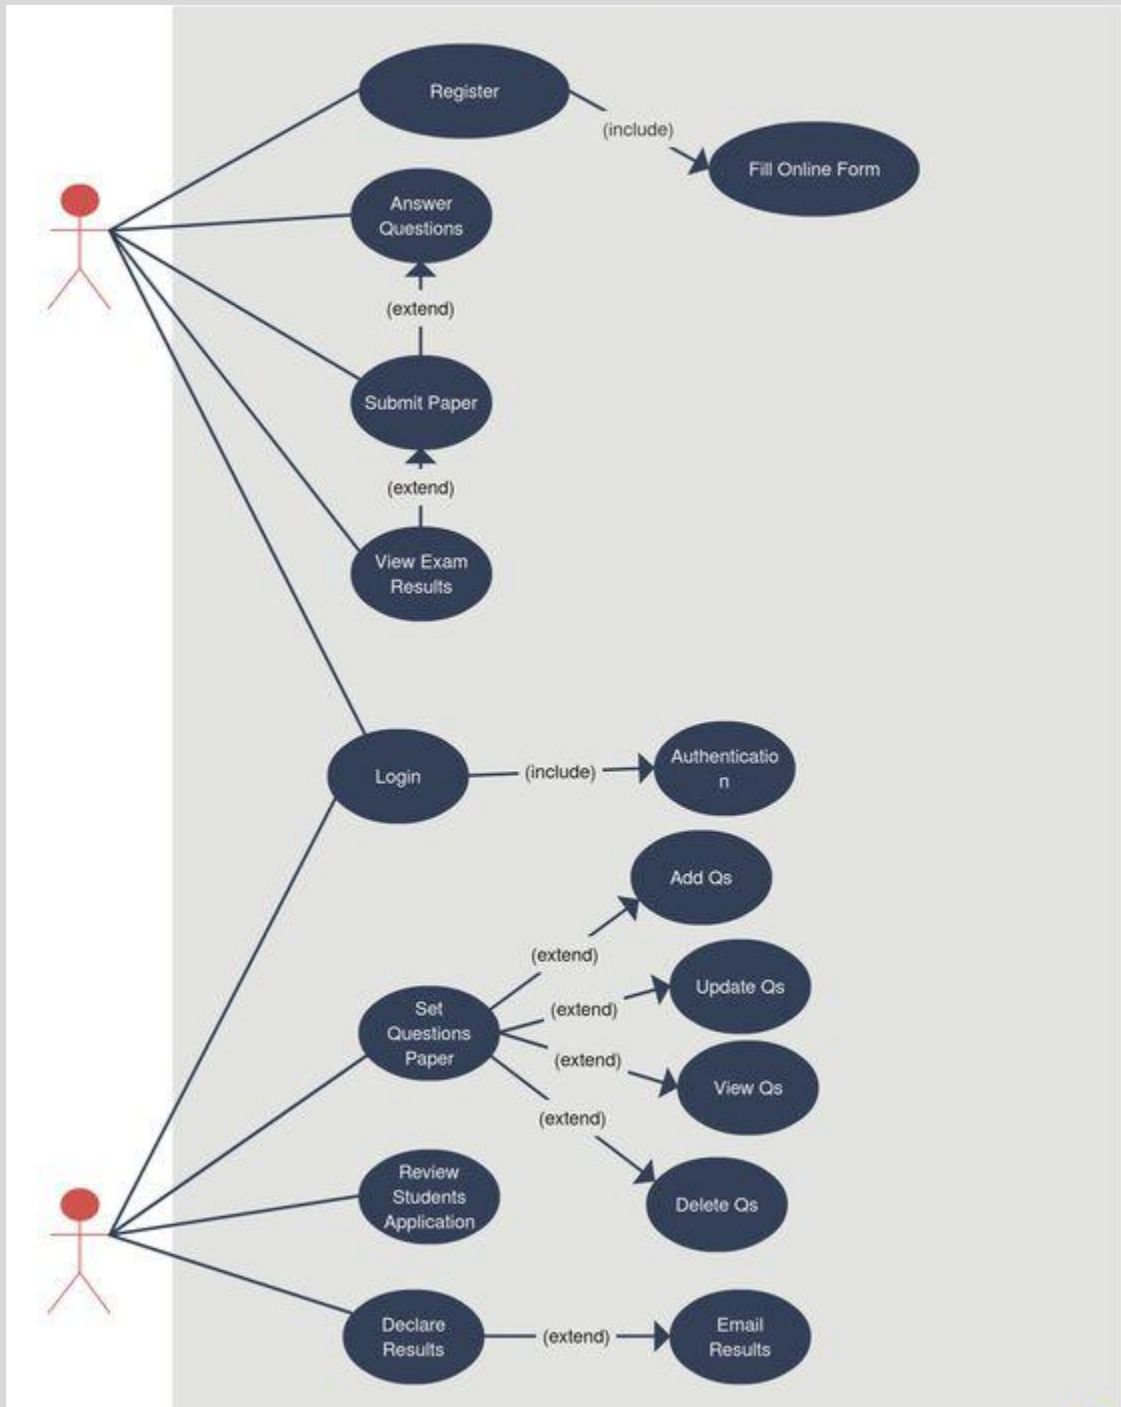 Register
(include)
Fill Online Form
Answer
Questions
(extend)
Submit Paper
(extend)
View Exam
Results
Login
(include)
Authenticatio
n
Add Qs
(extend)
Update Qs
(extend)
Set
Questions
Paper
(extend)
View Qs
(extend)
Delete Qs
Review
Students
Application
Declare
Results
(extend)
Email
Results